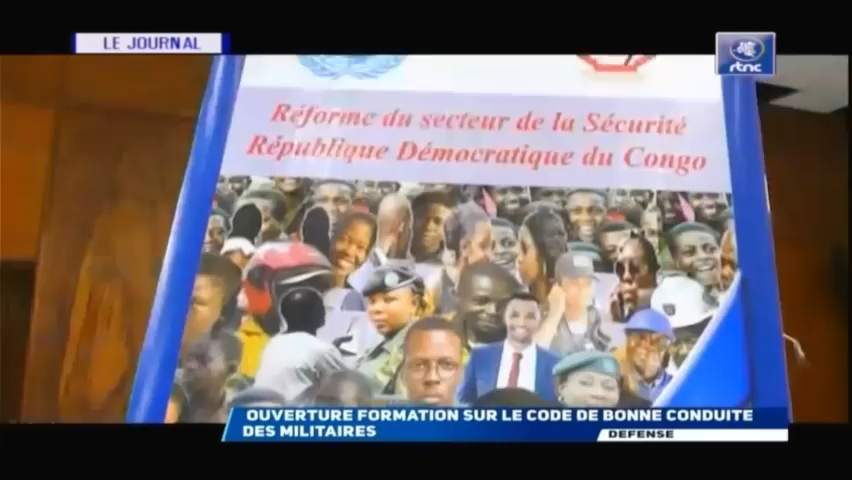 LE JOURNAL
rtnc
Réforme du secteur de la Sécurité
République Démocratique du Congo
OUVERTURE FORMATION SUR LE CODE DE BONNE CONDUITE
DES MILITAIRES
DEFENSE